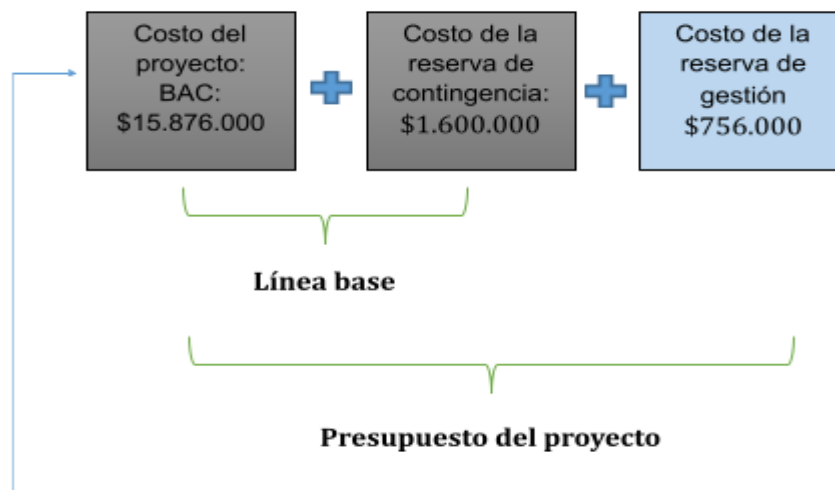 Costo del
proyecto:
BAC:
$15.876.000
Costo de la
reserva de
contingencia:
$1.600.000
Costo de la
reserva de
gestión
$756.000
Línea base
Presupuesto del proyecto